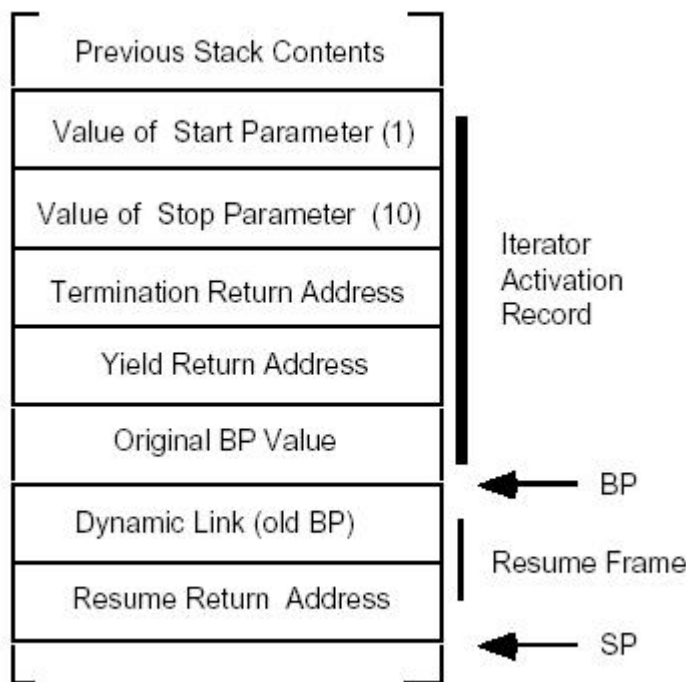 Previous Stack Contents
Value of Start Parameter (1)
Value of Stop Parameter (10)
Termination Return Address
Yield Return Address
Original BP Value
Dynamic Link (old BP)
Resume Return Address
Iterator
Activation
Record
BP
Resume Frame
SP